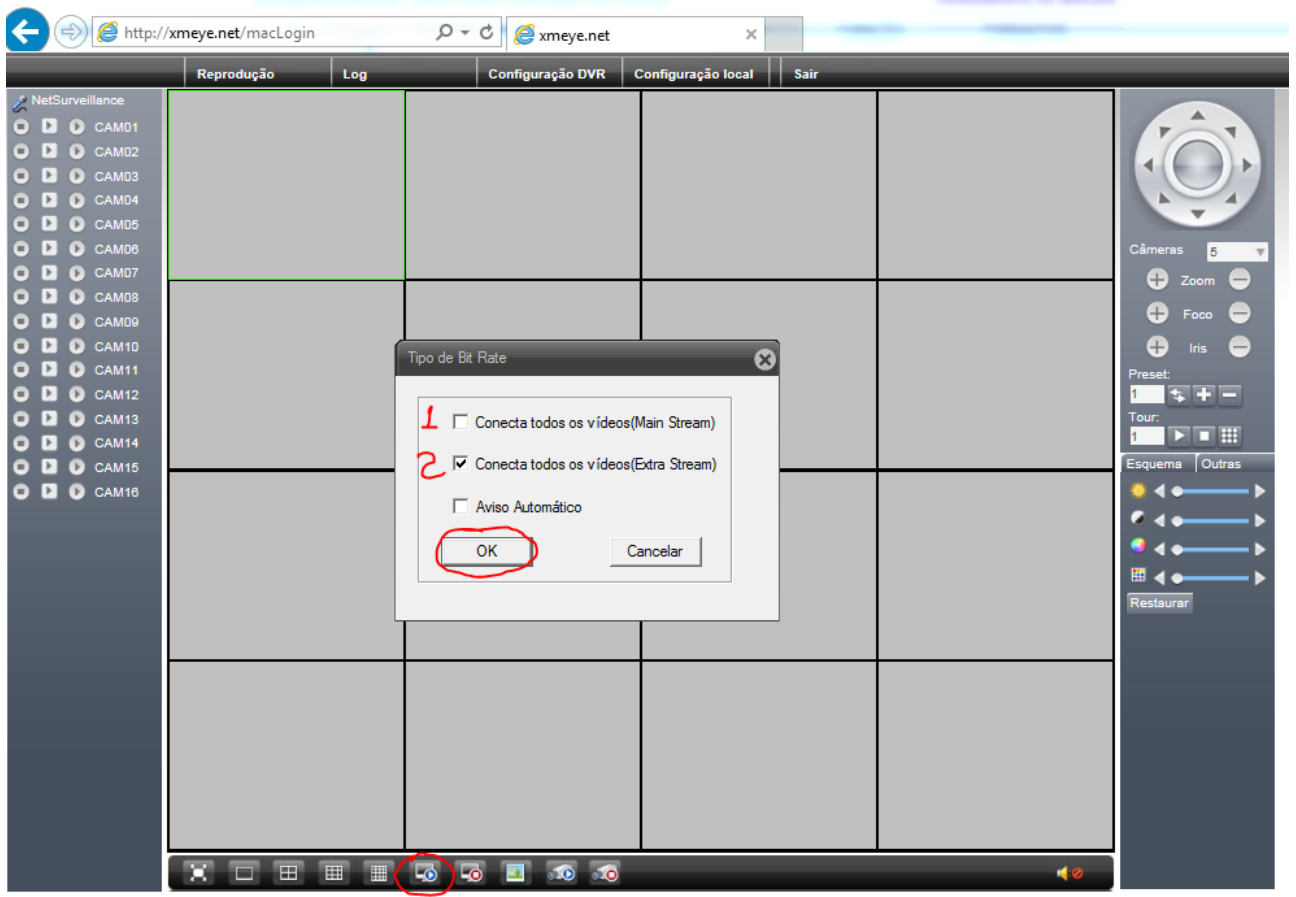 http://xmeye.net/macLogin
xmeye.net
Reprodução Log Configuração DVR Configuração local Sair
NetSurveillance
CAM01
CAM02
CAM03
CAM04
CAM05
CAM06
CAM07
CAM08
CAM09
CAM10
CAM11
CAM12
CAM13
CAM14
CAM15
CAM16
Tipo de Bit Rate
1 Conecta todos os vídeos(Main Stream)
2 Conecta todos os vídeos(Extra Stream)
Aviso Automático
OK Cancelar
Câmeras 5
Zoom
Foco
Iris
Preset:
1
Tour:
1
Esquema Outras
Restaurar